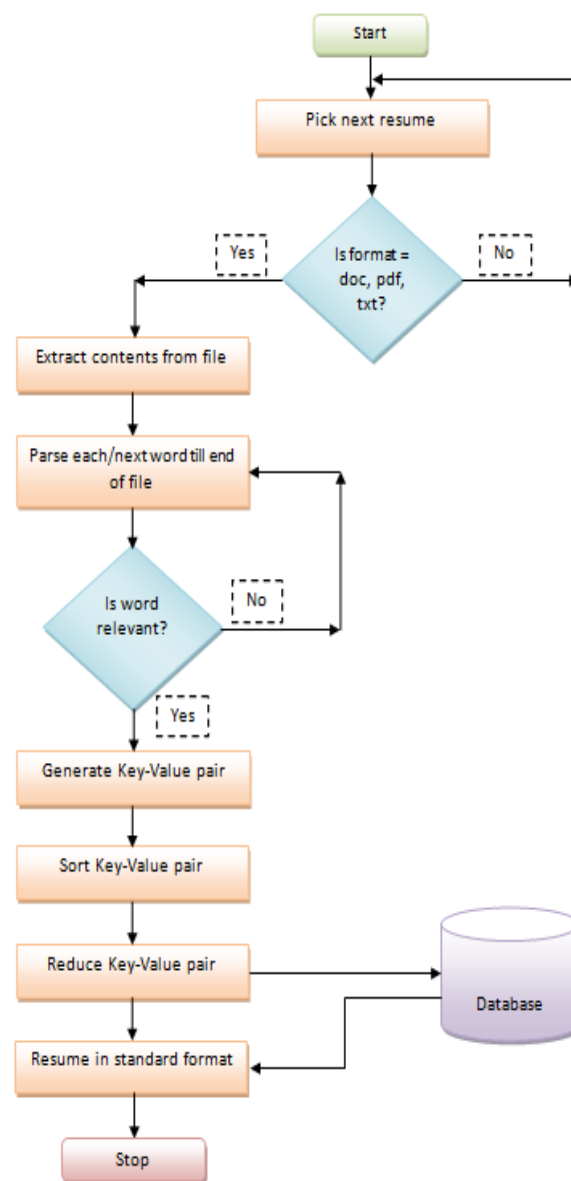 Start
Pick next resume
Is format =
doc, pdf,
txt?
Yes
No
Extract contents from file
Parse each/next word till end
of file
Is word
relevant?
No
Yes
Generate Key-Value pair
Sort Key-Value pair
Reduce Key-Value pair
Database
Resume in standard format
Stop